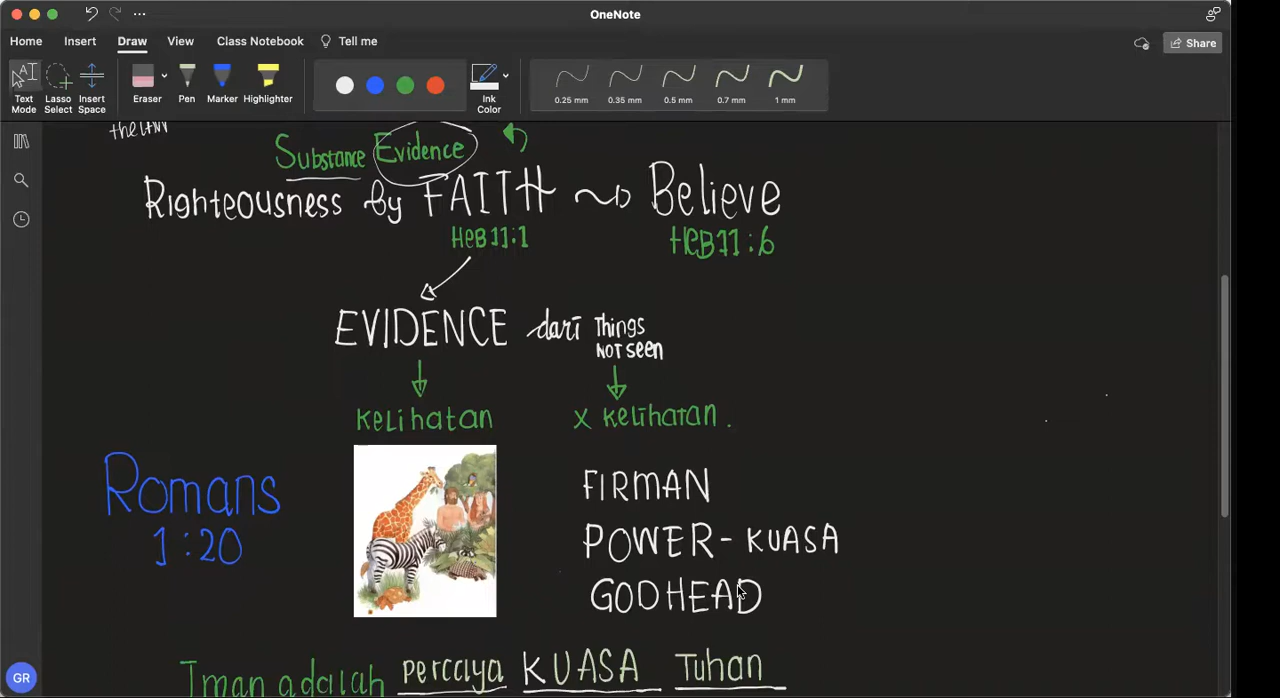 OneNote
Home Insert Draw View Class Notebook Tell me
Share
Text Mode
Lasso Select
Insert Space
Eraser
Pen
Marker
Highlighter
Ink Color
0.25 mm 0.35 mm 0.5 mm 0.7 mm 1 mm
the LAW
Substance Evidence
Righteousness by FAITH Believe
HEB 11:1 HEB 11:6
EVIDENCE dari Things
NOT seen
Kelihatan X Kelihatan.
Romans
1:20
FIRMAN
POWER - KUASA
GODHEAD
Iman adalah percaya KUASA Tuhan
GR